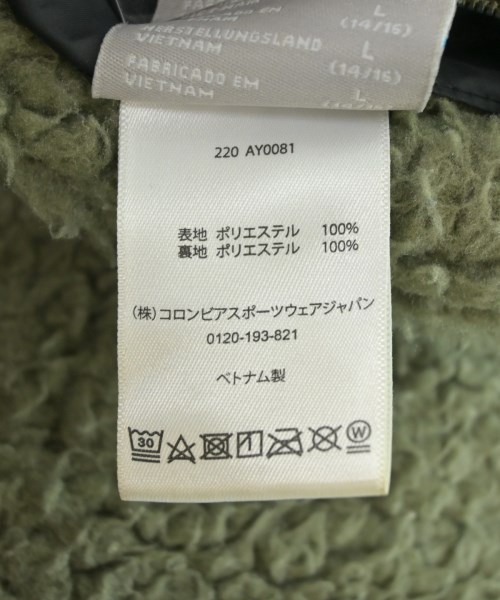 L
(14/16)
HERSTELLUNGSLAND
VIETNAM
L
(14/16)
FABRICADO EM
VIETNAM
L
220 AY0081
表地 ポリエステル 100%
裏地 ポリエステル 100%
(株)コロンビアスポーツウェアジャパン
0120-193-821
ベトナム製
30
W